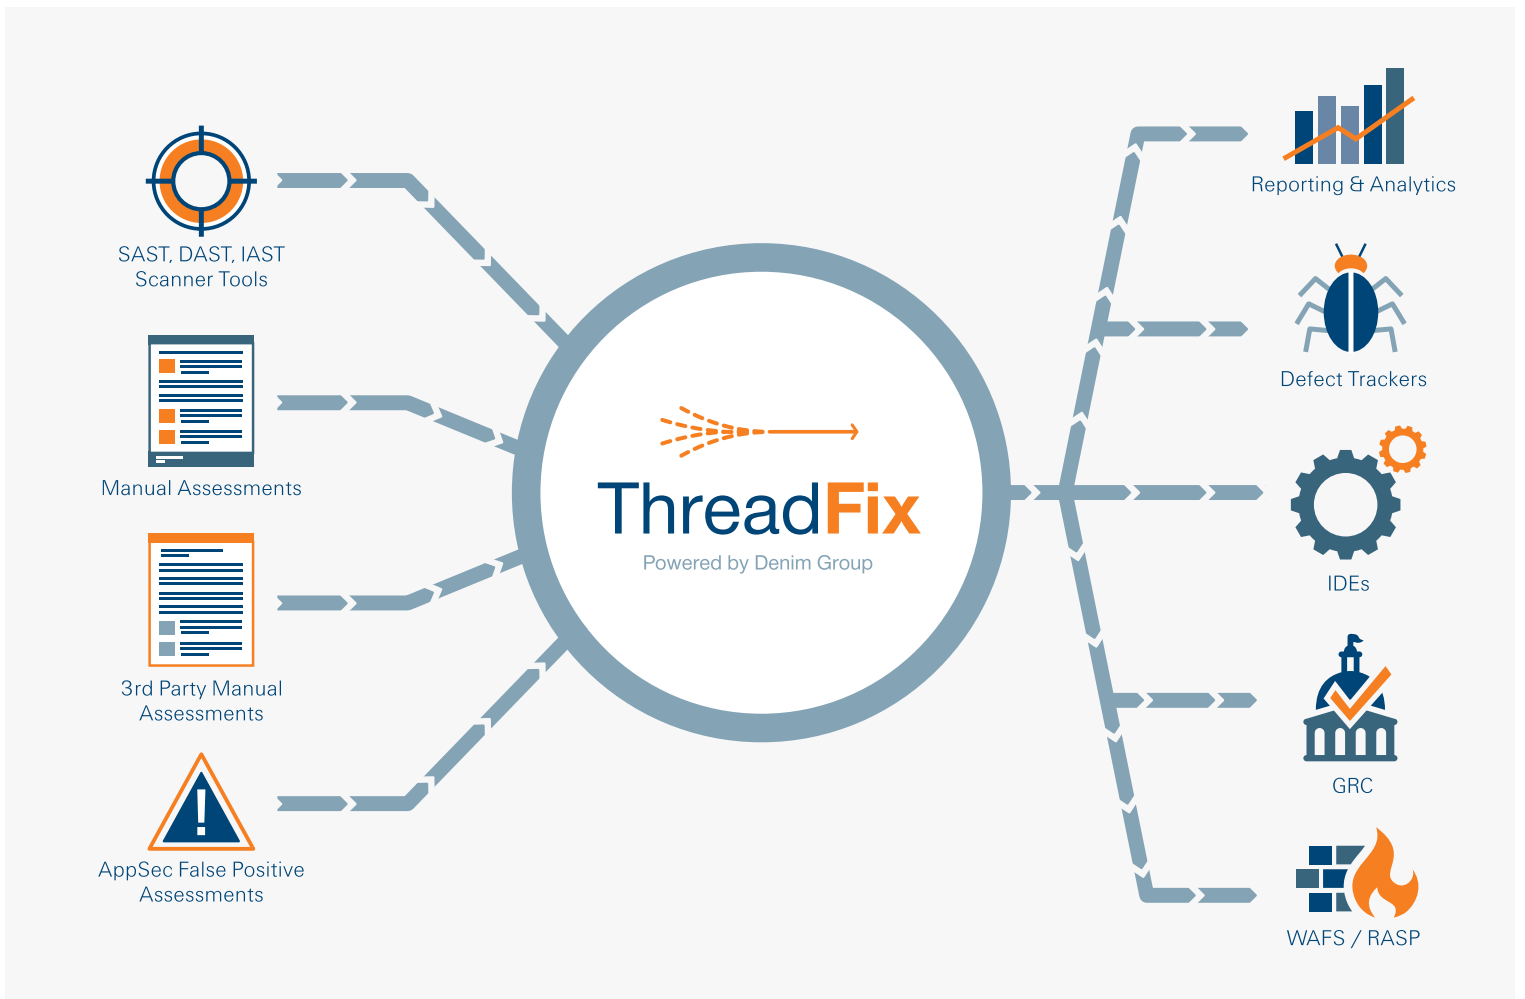 SAST, DAST, IAST
Scanner Tools
Manual Assessments
3rd Party Manual
Assessments
AppSec False Positive
Assessments
ThreadFix
Powered by Denim Group
Reporting & Analytics
Defect Trackers
IDEs
GRC
WAFS / RASP